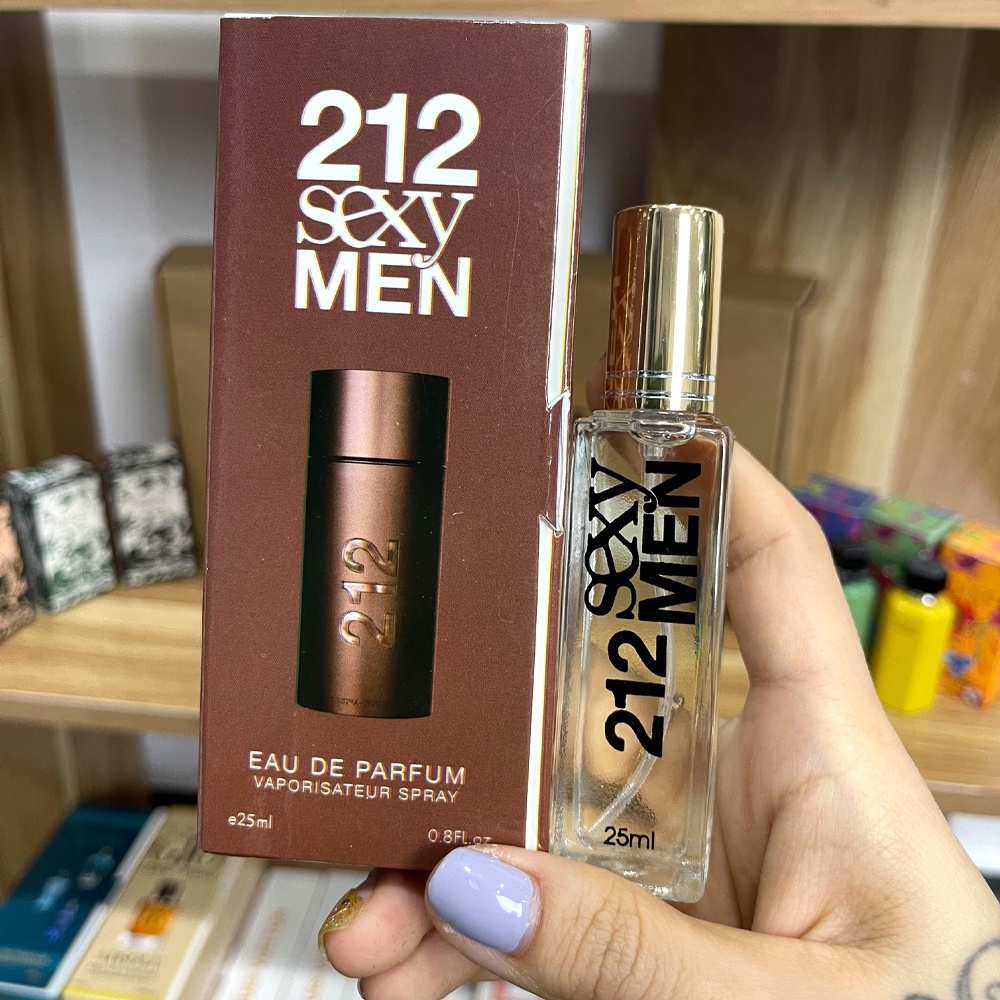 212
sexy
MEN
212
EAU DE PARFUM
VAPORISATEUR SPRAY
e25ml
0.8FL.oz
212 sexy
MEN
25ml